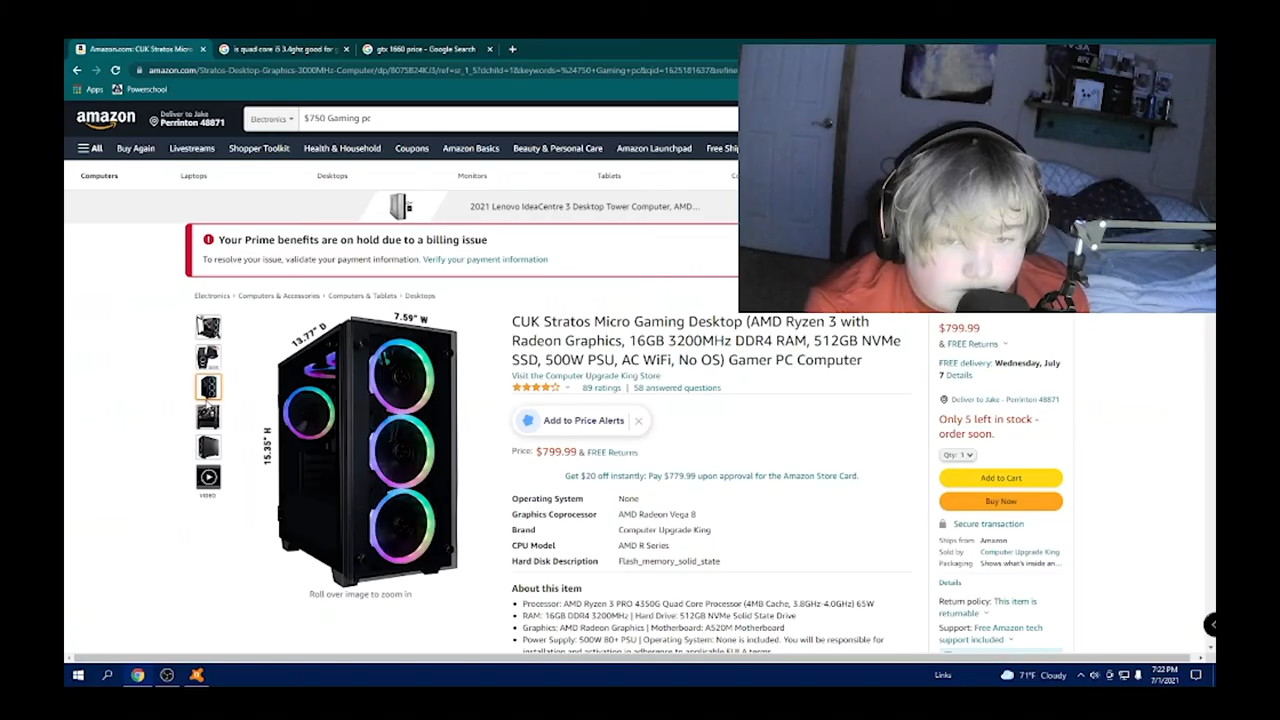 Amazon.com: CUK Stratos Micro
is quad core i5 3.4ghz good for g
gtx 1660 price - Google Search
amazon.com/Stratos-Desktop-Graphics-3000MHz-Computer/dp/B07SB24KJ3/ref=sr_1_5?dchild=1&keywords=%24750+Gaming+pc&qid=1625181637&refine
Apps
Powerschool
amazon
Deliver to Jake
Perrinton 48871
Electronics
$750 Gaming pc
All
Buy Again
Livestreams
Shopper Toolkit
Health & Household
Coupons
Amazon Basics
Beauty & Personal Care
Amazon Launchpad
Free Shi
Computers
Laptops
Desktops
Monitors
Tablets
2021 Lenovo IdeaCentre 3 Desktop Tower Computer, AMD...
Your Prime benefits are on hold due to a billing issue
To resolve your issue, validate your payment information. Verify your payment information
Electronics › Computers & Accessories › Computers & Tablets › Desktops
VIDEO
13.77" D
7.59" W
15.35" H
Roll over image to zoom in
CUK Stratos Micro Gaming Desktop (AMD Ryzen 3 with
Radeon Graphics, 16GB 3200MHz DDR4 RAM, 512GB NVMe
SSD, 500W PSU, AC WiFi, No OS) Gamer PC Computer
Visit the Computer Upgrade King Store
89 ratings | 58 answered questions
Add to Price Alerts
Price: $799.99 & FREE Returns
Get $20 off instantly: Pay $779.99 upon approval for the Amazon Store Card.
Operating System None
Graphics Coprocessor AMD Radeon Vega 8
Brand Computer Upgrade King
CPU Model AMD R Series
Hard Disk Description Flash_memory_solid_state
About this item
• Processor: AMD Ryzen 3 PRO 4350G Quad Core Processor (4MB Cache, 3.8GHz-4.0GHz) 65W
• RAM: 16GB DDR4 3200MHz | Hard Drive: 512GB NVMe Solid State Drive
• Graphics: AMD Radeon Graphics | Motherboard: A520M Motherboard
• Power Supply: 500W 80+ PSU | Operating System: None is included. You will be responsible for
installation and activation in adherence to applicable EULA terms.
$799.99
& FREE Returns
FREE delivery: Wednesday, July
7 Details
Deliver to Jake - Perrinton 48871
Only 5 left in stock -
order soon.
Qty: 1
Add to Cart
Buy Now
Secure transaction
Ships from Amazon
Sold by Computer Upgrade King
Packaging Shows what's inside an...
Details
Return policy: This item is
returnable
Support: Free Amazon tech
support included
Links
71°F Cloudy
7:22 PM
7/1/2021